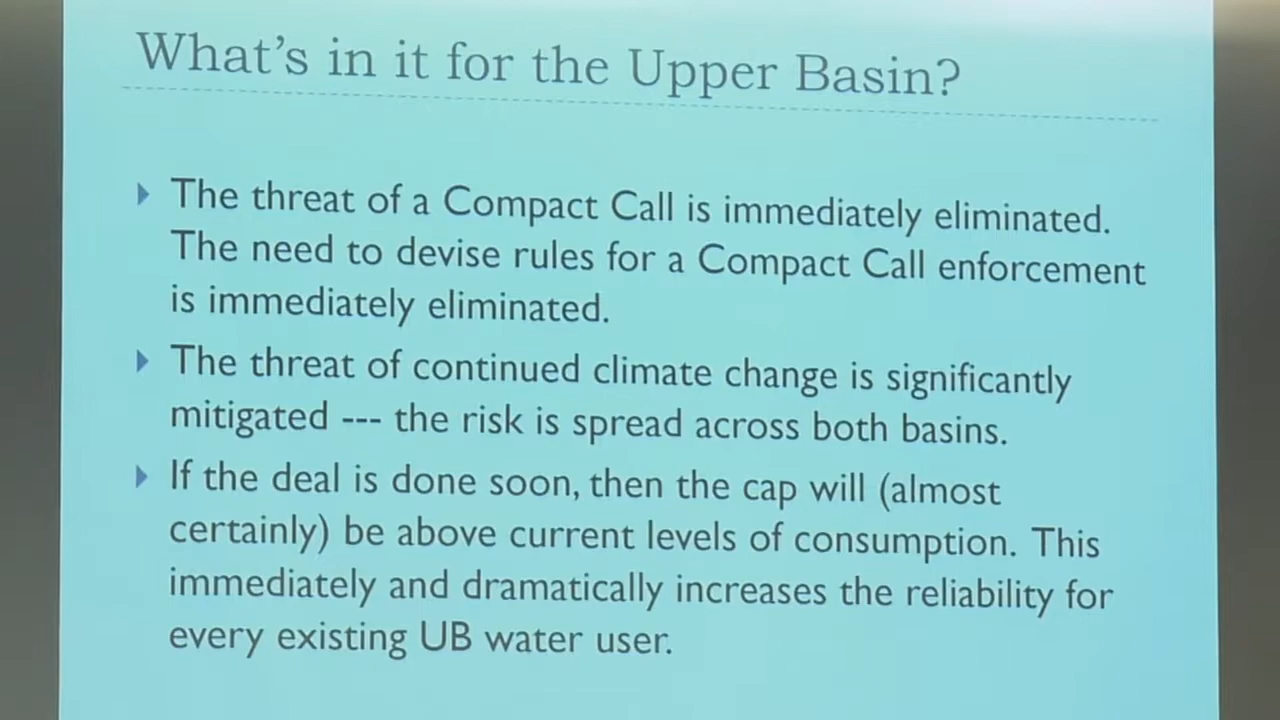 What's in it for the Upper Basin?
The threat of a Compact Call is immediately eliminated.
The need to devise rules for a Compact Call enforcement
is immediately eliminated.
The threat of continued climate change is significantly
mitigated --- the risk is spread across both basins.
If the deal is done soon, then the cap will (almost
certainly) be above current levels of consumption. This
immediately and dramatically increases the reliability for
every existing UB water user.